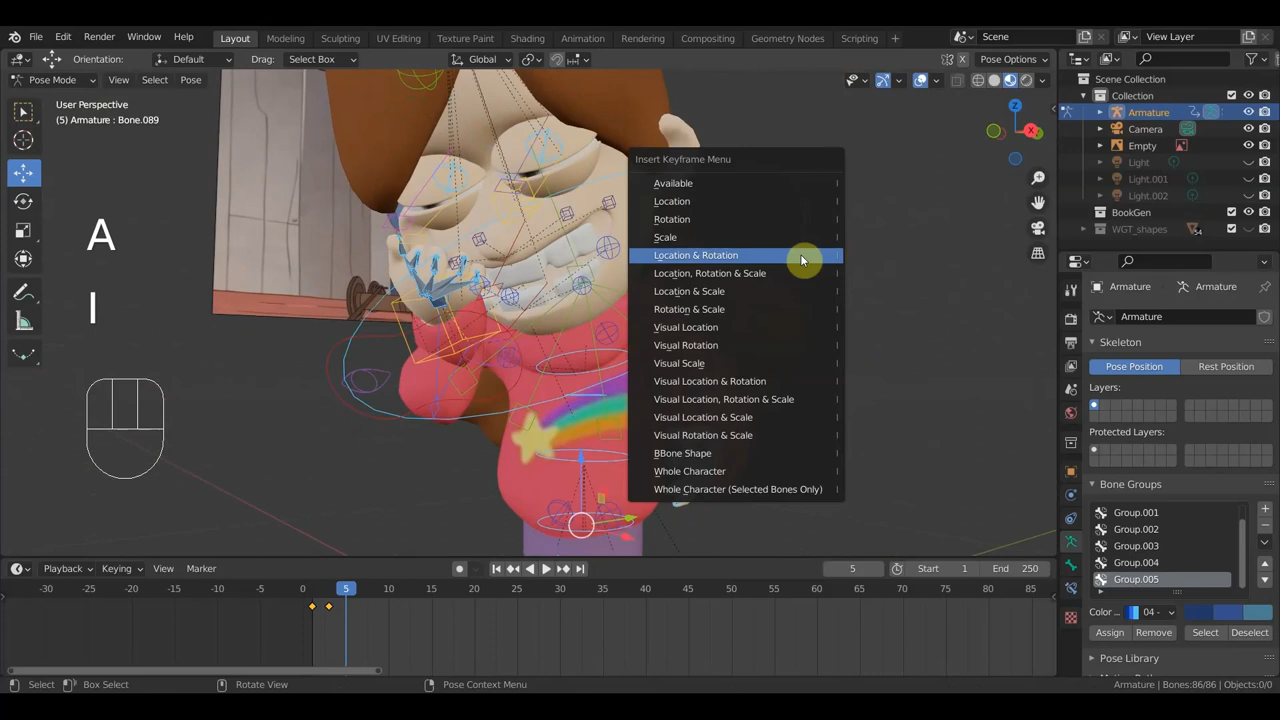 File Edit Render Window Help Layout Modeling Sculpting UV Editing Texture Paint Shading Animation Rendering Compositing Geometry Nodes Scripting + Scene View Layer
Orientation: Default Drag: Select Box Global X Pose Options
Pose Mode View Select Pose
User Perspective
(5) Armature : Bone.089
A
I
Z
X
Insert Keyframe Menu
Available I
Location I
Rotation I
Scale I
Location & Rotation I
Location, Rotation & Scale I
Location & Scale I
Rotation & Scale I
Visual Location I
Visual Rotation I
Visual Scale I
Visual Location & Rotation I
Visual Location, Rotation & Scale I
Visual Location & Scale I
Visual Rotation & Scale I
BBone Shape I
Whole Character I
Whole Character (Selected Bones Only) I
Scene Collection
Collection
Armature
Camera
Empty
Light
Light.001
Light.002
BookGen
WGT_shapes
Armature Armature
Armature
Skeleton
Pose Position Rest Position
Layers:
Protected Layers:
Bone Groups
Group.001
Group.002
Group.003
Group.004
Group.005
Color ... 04 -
Assign Remove Select Deselect
Pose Library
Playback Keying View Marker 5 Start 1 End 250
-30 -25 -20 -15 -10 -5 0 5 10 15 20 25 30 35 40 45 50 55 60 65 70 75 80 85
Select Box Select Rotate View Pose Context Menu Armature | Bones:86/86 | Objects:0/0